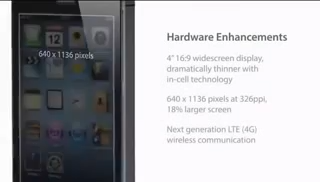 640 x 1136 pixels
Hardware Enhancements
4" 16:9 widescreen display,
dramatically thinner with
in-cell technology
640 x 1136 pixels at 326ppi,
18% larger screen
Next generation LTE (4G)
wireless communication